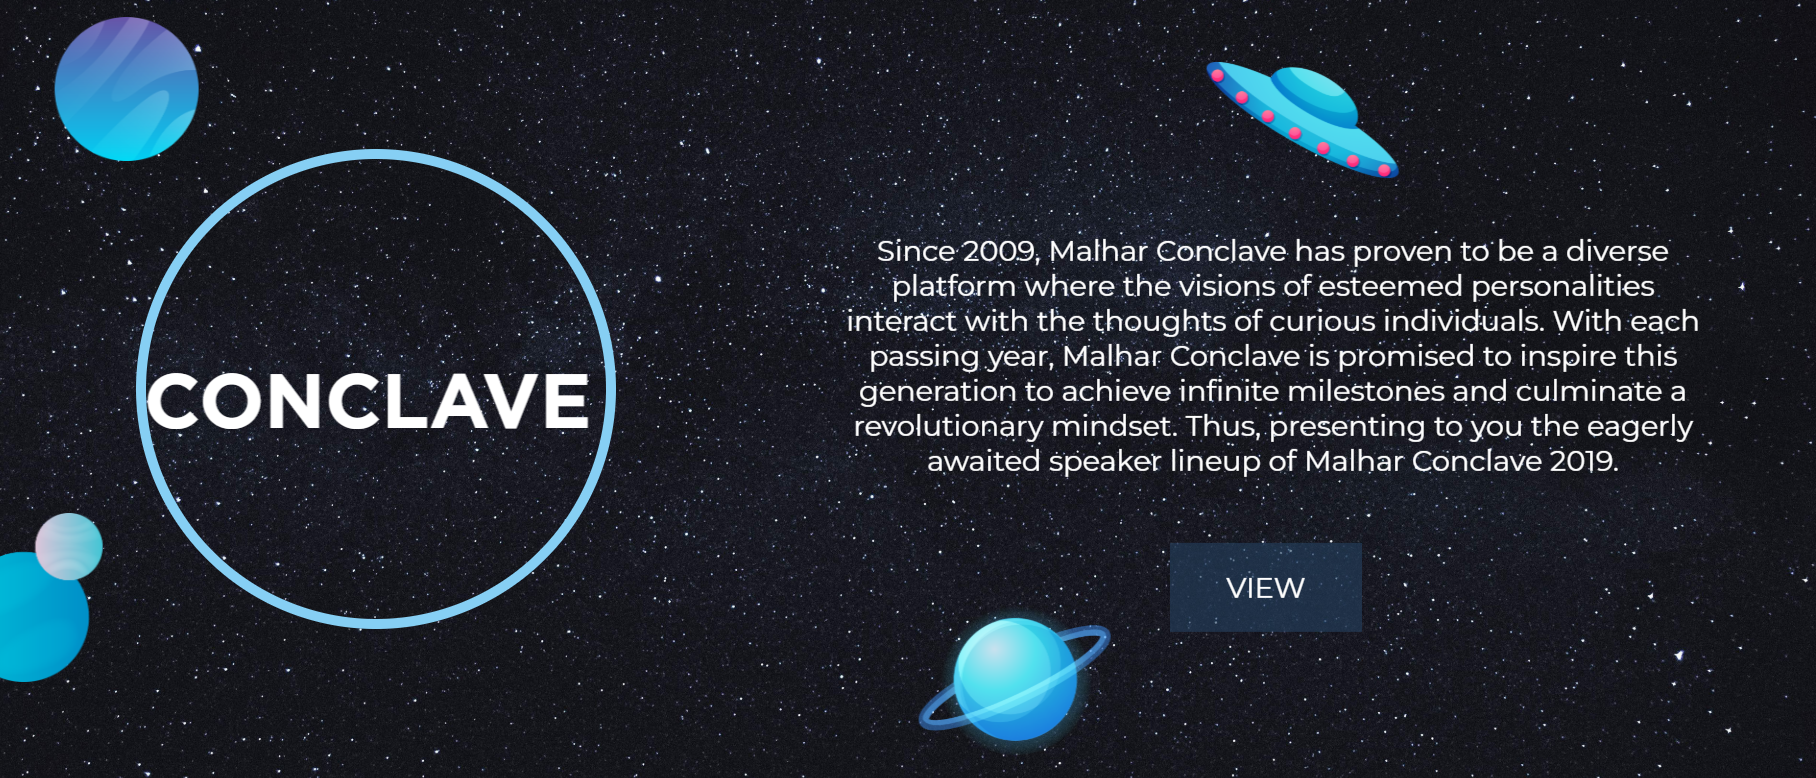 CONCLAVE
Since 2009, Malhar Conclave has proven to be a diverse
platform where the visions of esteemed personalities
interact with the thoughts of curious individuals. With each
passing year, Malhar Conclave is promised to inspire this
generation to achieve infinite milestones and culminate a
revolutionary mindset. Thus, presenting to you the eagerly
awaited speaker lineup of Malhar Conclave 2019.
VIEW